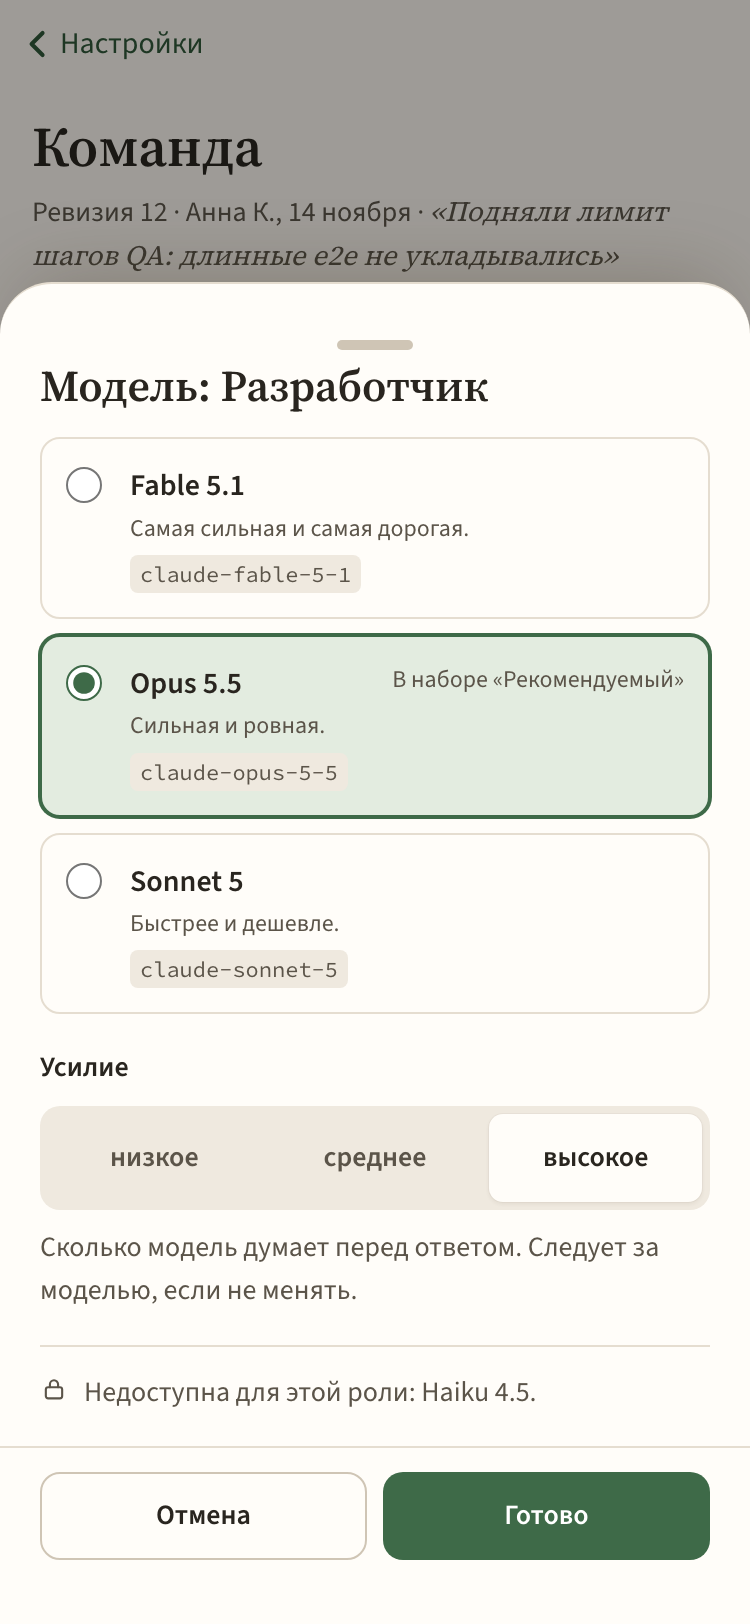 Настройки
Команда
Ревизия 12 · Анна К., 14 ноября · «Подняли лимит
шагов QA: длинные e2e не укладывались»
Модель: Разработчик
Fable 5.1
Самая сильная и самая дорогая.
claude-fable-5-1
Opus 5.5
В наборе «Рекомендуемый»
Сильная и ровная.
claude-opus-5-5
Sonnet 5
Быстрее и дешевле.
claude-sonnet-5
Усилие
низкое
среднее
высокое
Сколько модель думает перед ответом. Следует за
моделью, если не менять.
Недоступна для этой роли: Haiku 4.5.
Отмена
Готово